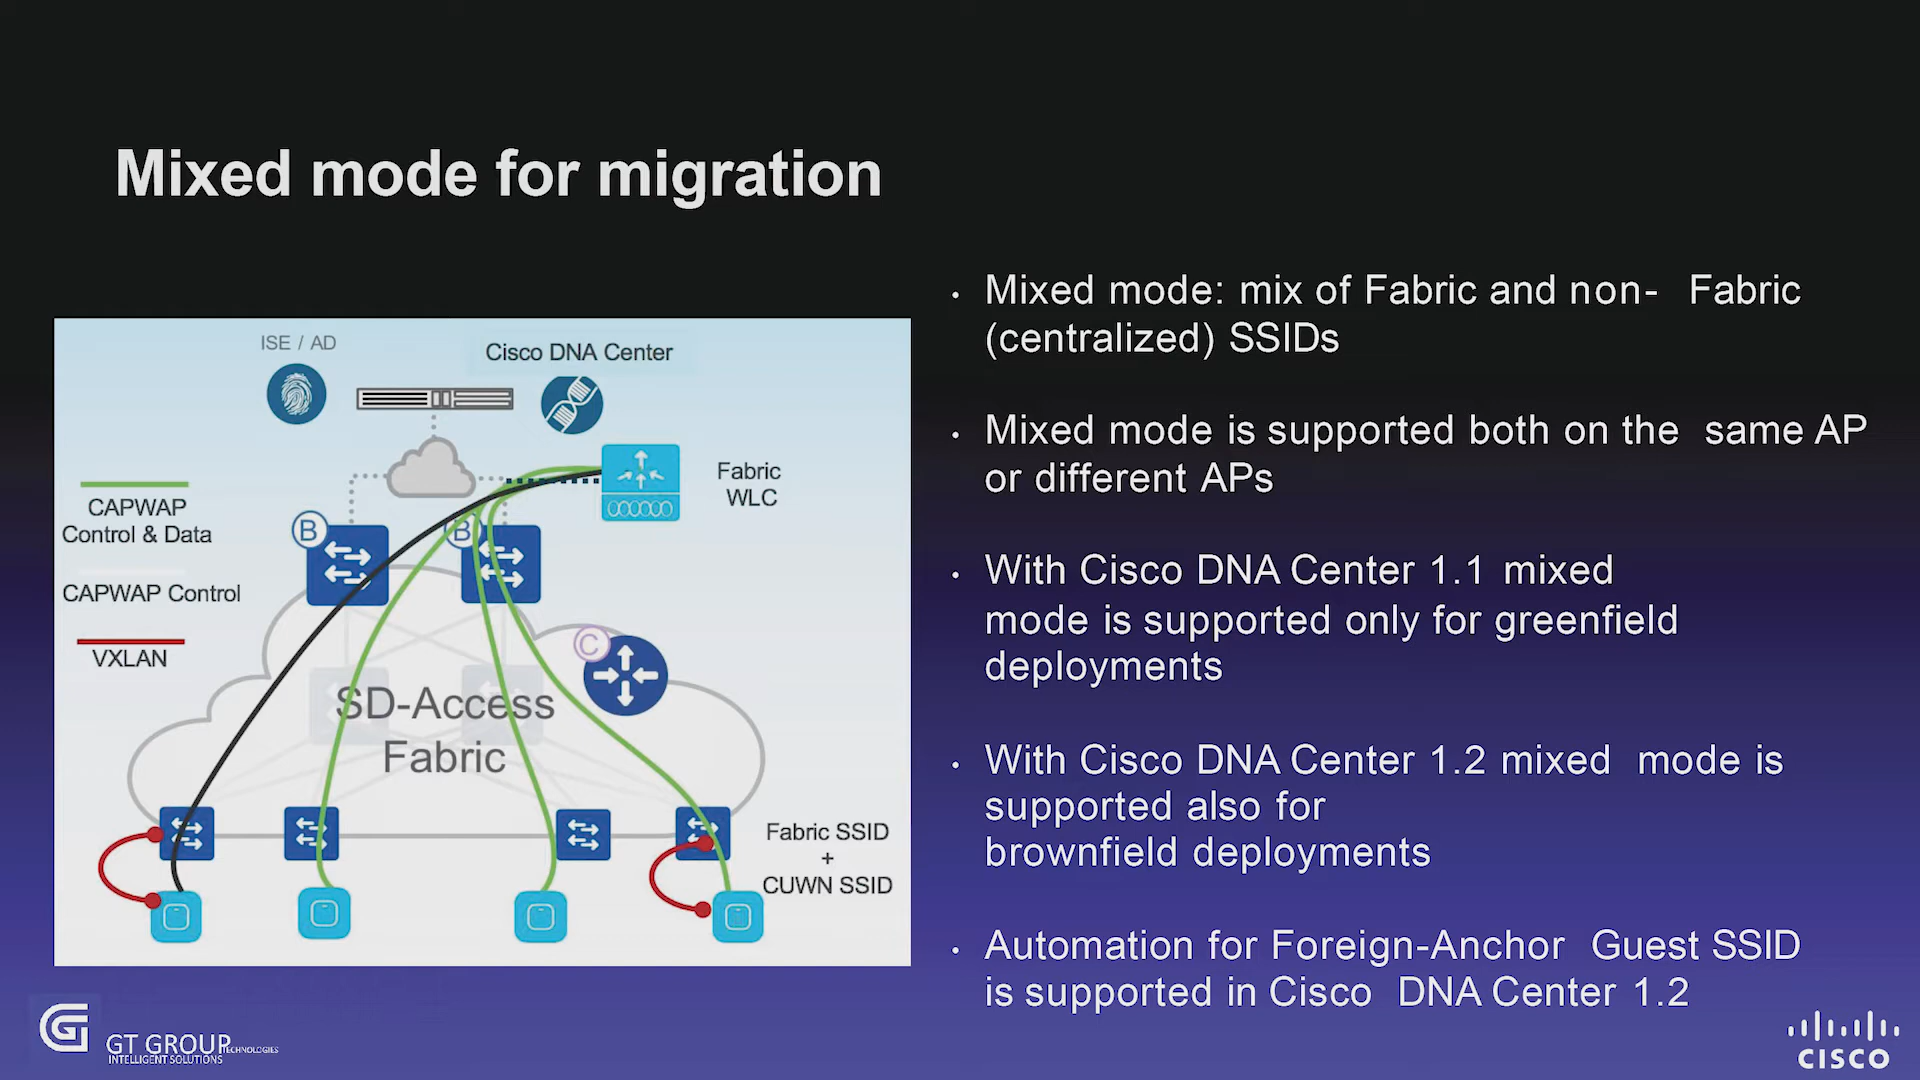 Mixed mode for migration
ISE / AD
Cisco DNA Center
Fabric
WLC
CAPWAP
Control & Data
CAPWAP Control
VXLAN
B
B
C
SD-Access
Fabric
Fabric SSID
+
CUWN SSID
• Mixed mode: mix of Fabric and non- Fabric
(centralized) SSIDs
• Mixed mode is supported both on the same AP
or different APs
• With Cisco DNA Center 1.1 mixed
mode is supported only for greenfield
deployments
• With Cisco DNA Center 1.2 mixed mode is
supported also for
brownfield deployments
• Automation for Foreign-Anchor Guest SSID
is supported in Cisco DNA Center 1.2
GT GROUP TECHNOLOGIES
INTELLIGENT SOLUTIONS
CISCO